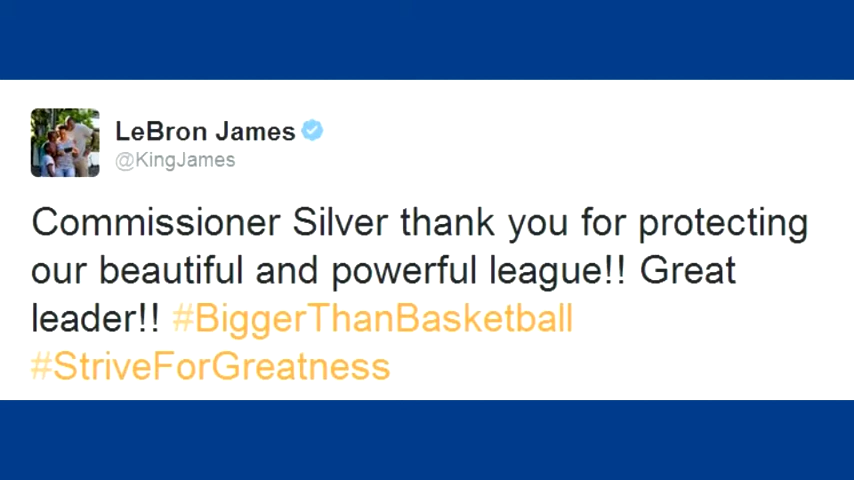 LeBron James
@KingJames
Commissioner Silver thank you for protecting
our beautiful and powerful league!! Great
leader!! #BiggerThanBasketball
#StriveForGreatness